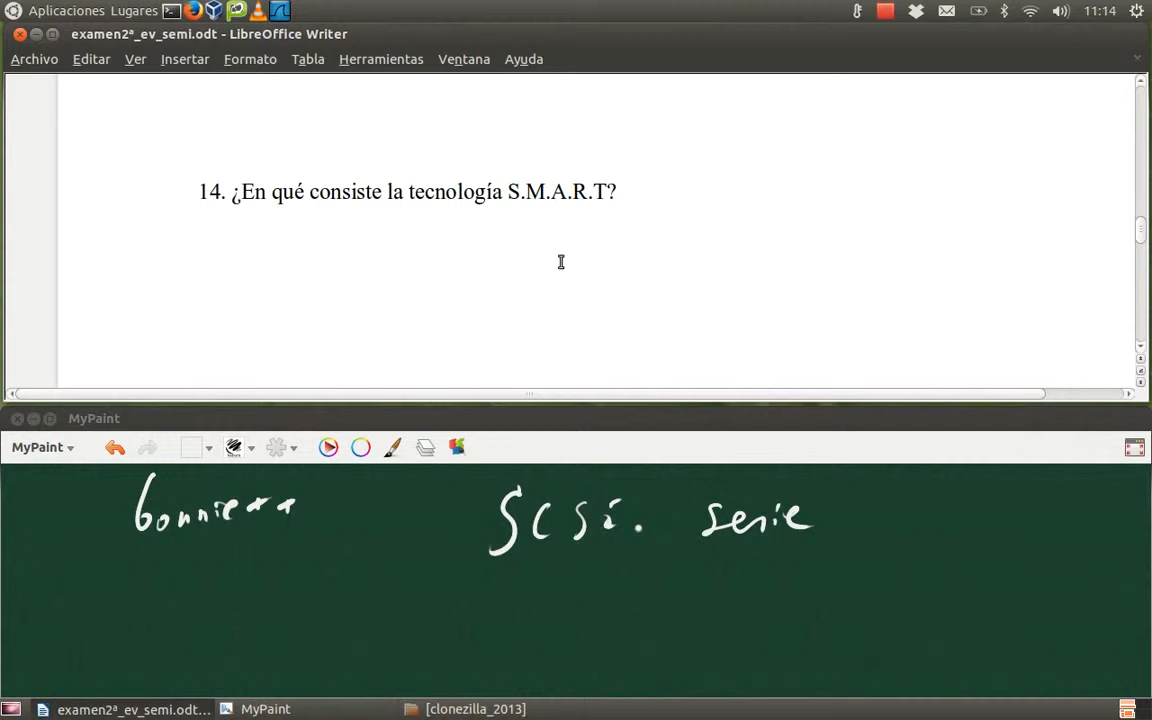 Aplicaciones Lugares 11:14
examen2ª_ev_semi.odt - LibreOffice Writer
Archivo Editar Ver Insertar Formato Tabla Herramientas Ventana Ayuda
14. ¿En qué consiste la tecnología S.M.A.R.T?
MyPaint
MyPaint
bonnie++ SCSi. serie
examen2ª_ev_semi.odt... MyPaint [clonezilla_2013]